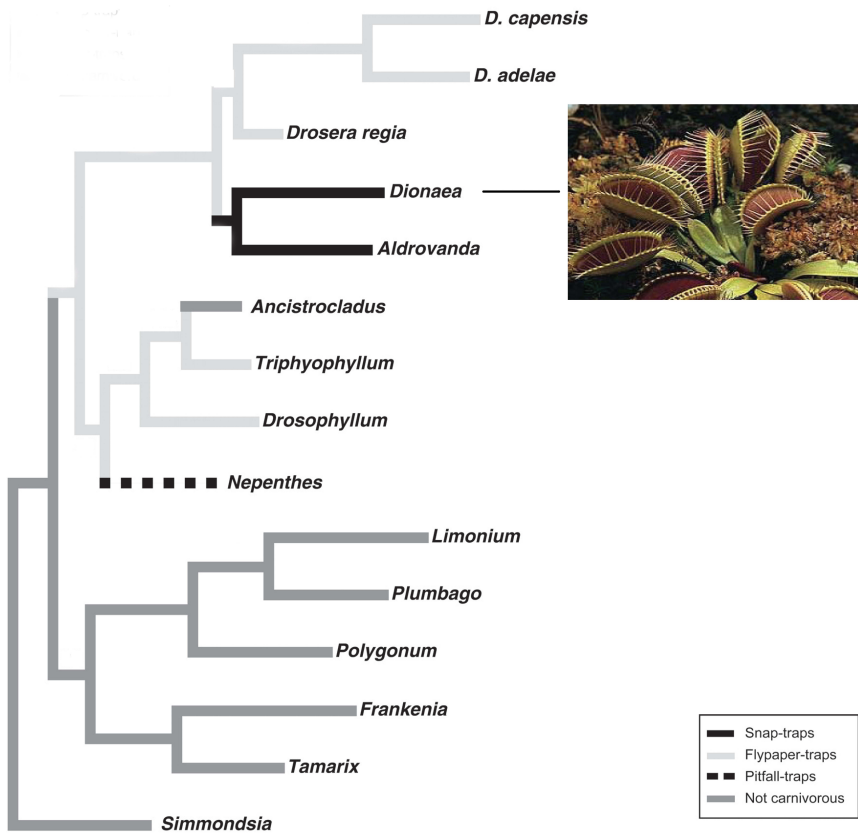 D. capensis
D. adelae
Drosera regia
Dionaea
Aldrovanda
Ancistrocladus
Triphyophyllum
Drosophyllum
Nepenthes
Limonium
Plumbago
Polygonum
Frankenia
Tamarix
Simmondsia
Snap-traps
Flypaper-traps
Pitfall-traps
Not carnivorous